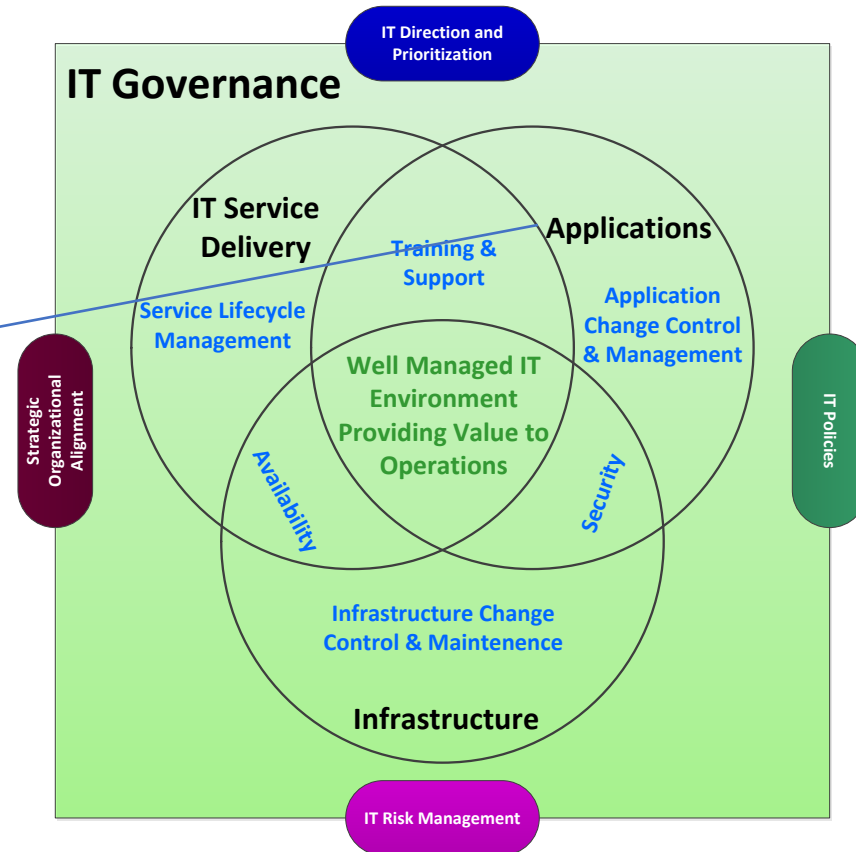 IT Direction and
Prioritization
IT Governance
IT Service
Delivery
Applications
Training &
Support
Service Lifecycle
Management
Application
Change Control
& Management
Well Managed IT
Environment
Providing Value to
Operations
Strategic
Organizational
Alignment
IT Policies
Availability
Security
Infrastructure Change
Control & Maintenence
Infrastructure
IT Risk Management